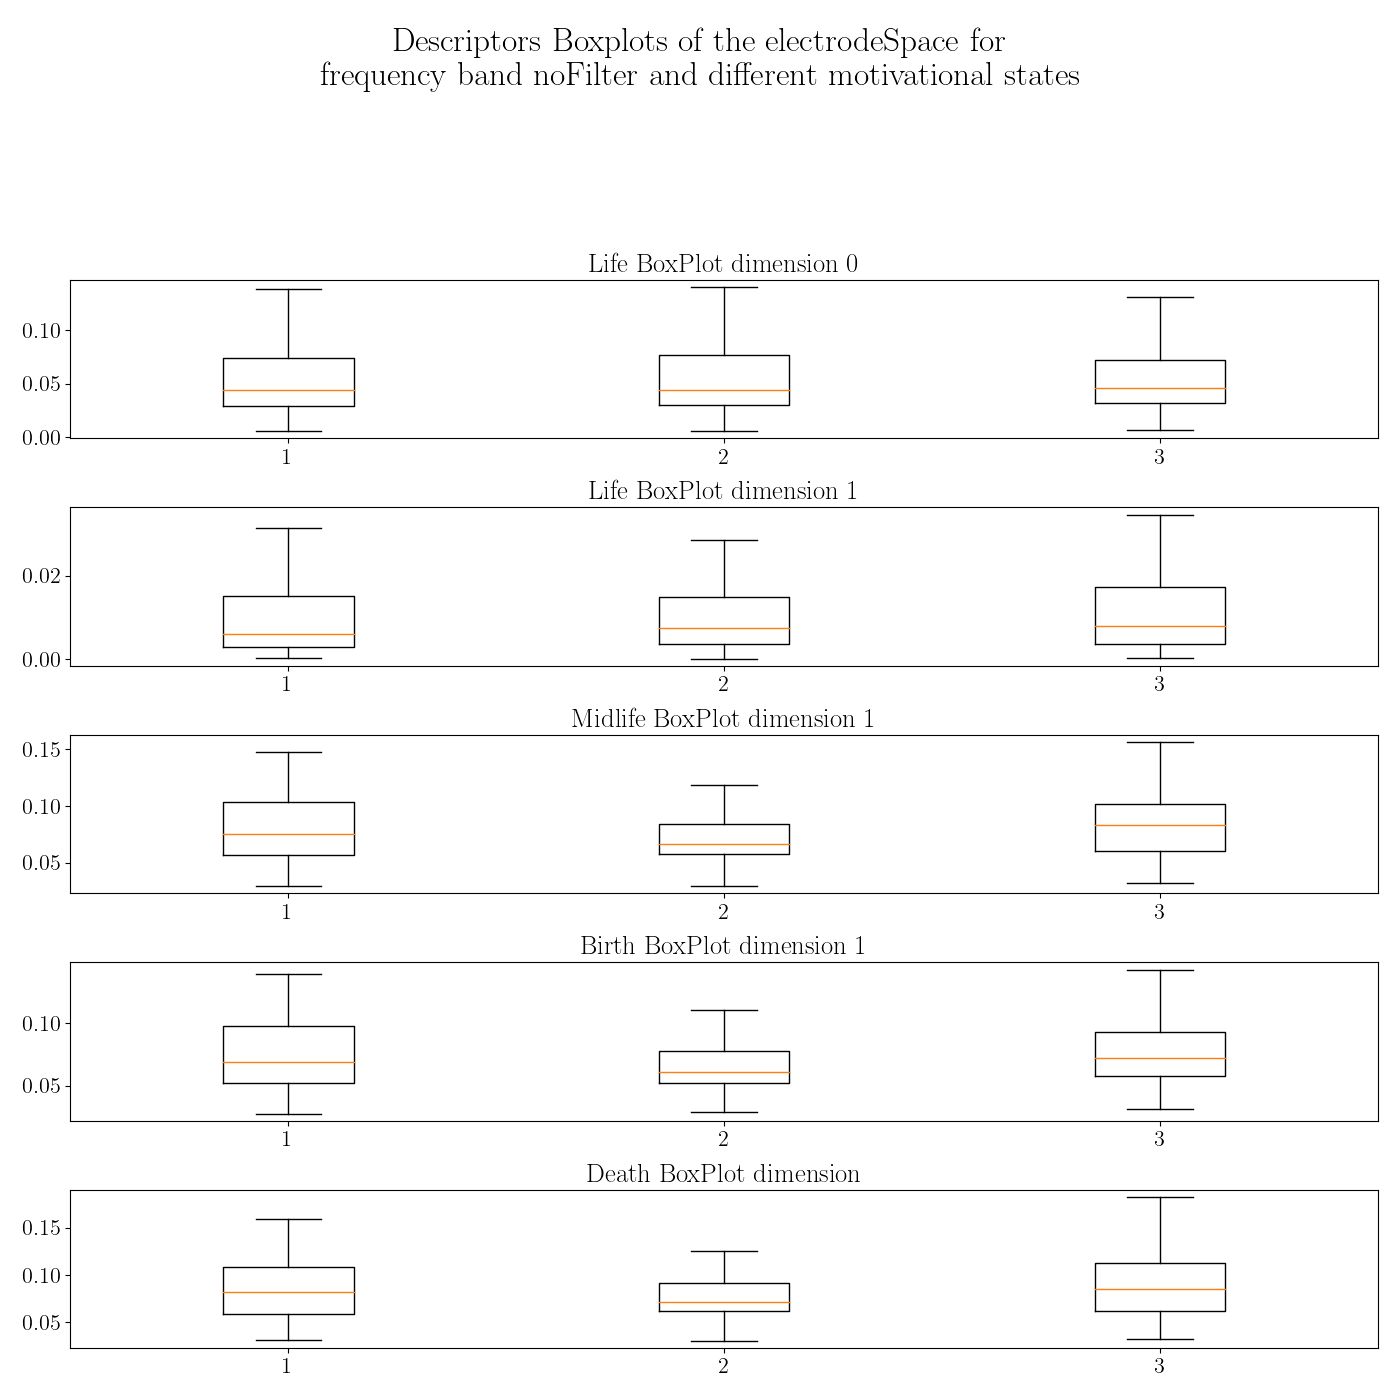 Descriptors Boxplots of the electrodeSpace for
frequency band noFilter and different motivational states
Life BoxPlot dimension 0
0.10
0.05
0.00
1 2 3
Life BoxPlot dimension 1
0.02
0.00
1 2 3
Midlife BoxPlot dimension 1
0.15
0.10
0.05
1 2 3
Birth BoxPlot dimension 1
0.10
0.05
1 2 3
Death BoxPlot dimension
0.15
0.10
0.05
1 2 3